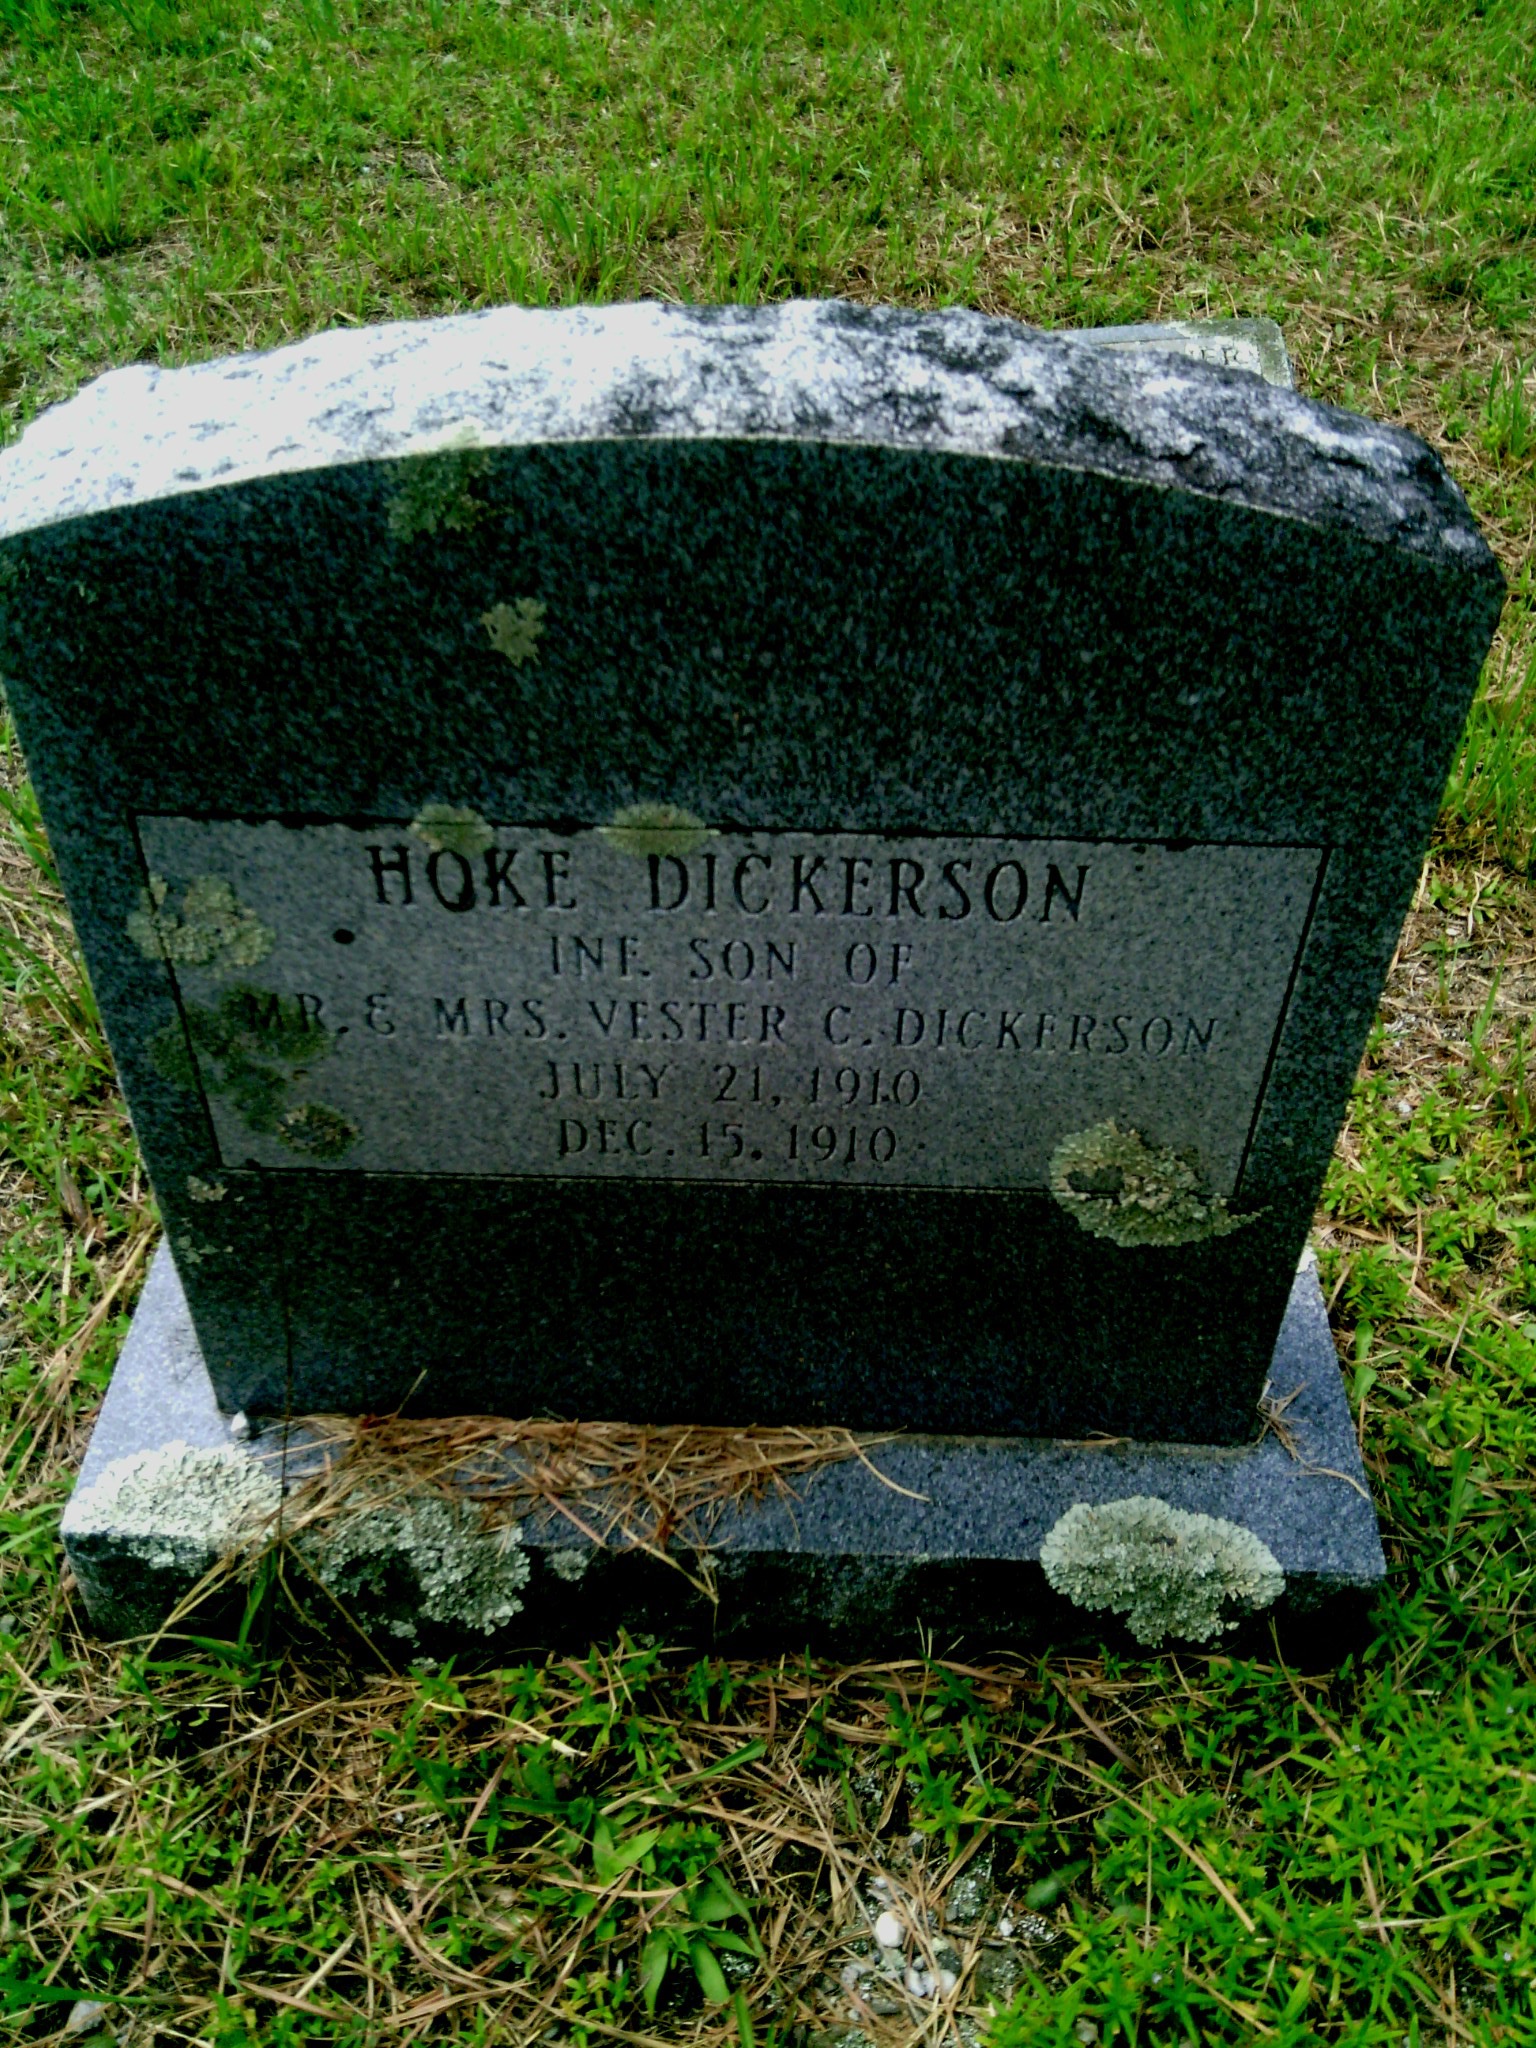 HOKE DICKERSON
INF. SON OF
MR. & MRS. VESTER C. DICKERSON
JULY 21, 1910
DEC. 15. 1910